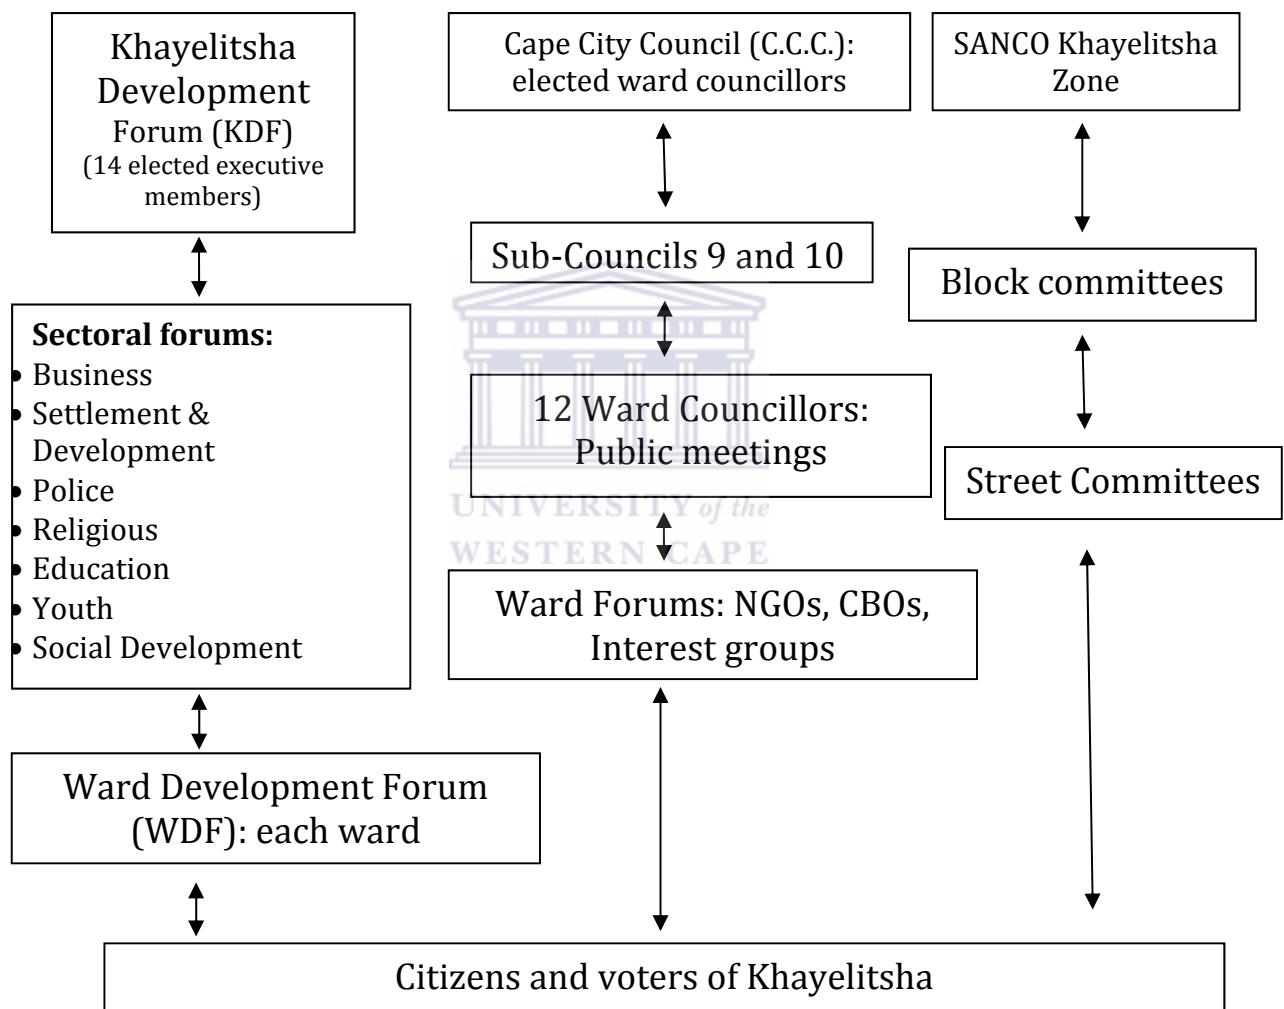 Khayelitsha
Development
Forum (KDF)
(14 elected executive
members)
Cape City Council (C.C.C.):
elected ward councillors
SANCO Khayelitsha
Zone
Sub-Councils 9 and 10
Block committees
Sectoral forums:
• Business
• Settlement &
Development
• Police
• Religious
• Education
• Youth
• Social Development
12 Ward Councillors:
Public meetings
Street Committees
UNIVERSITY of the
WESTERN CAPE
Ward Forums: NGOs, CBOs,
Interest groups
Ward Development Forum
(WDF): each ward
Citizens and voters of Khayelitsha